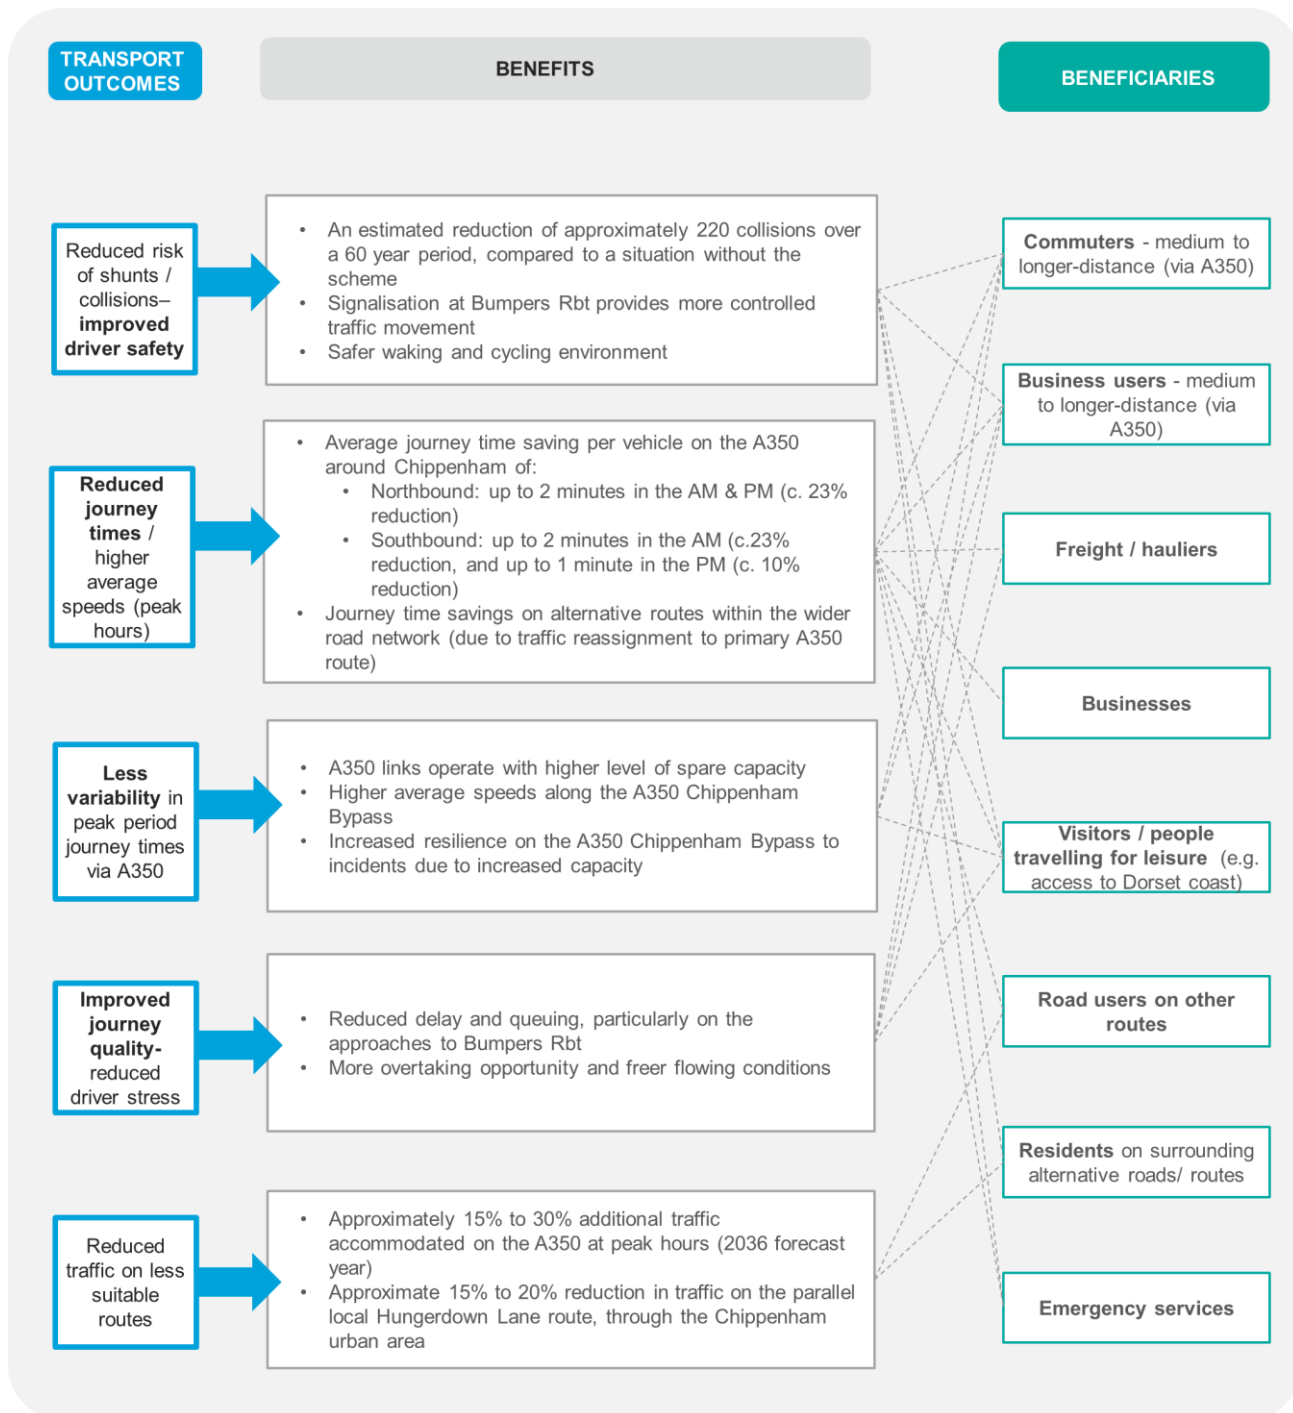 TRANSPORT
OUTCOMES
BENEFITS
BENEFICIARIES
Reduced risk
of shunts /
collisions–
improved
driver safety
• An estimated reduction of approximately 220 collisions over
a 60 year period, compared to a situation without the
scheme
• Signalisation at Bumpers Rbt provides more controlled
traffic movement
• Safer waking and cycling environment
Commuters - medium to
longer-distance (via A350)
Business users - medium
to longer-distance (via
A350)
Reduced
journey
times /
higher
average
speeds (peak
hours)
• Average journey time saving per vehicle on the A350
around Chippenham of:
• Northbound: up to 2 minutes in the AM & PM (c. 23%
reduction)
• Southbound: up to 2 minutes in the AM (c.23%
reduction, and up to 1 minute in the PM (c. 10%
reduction)
• Journey time savings on alternative routes within the wider
road network (due to traffic reassignment to primary A350
route)
Freight / hauliers
Businesses
Less
variability in
peak period
journey times
via A350
• A350 links operate with higher level of spare capacity
• Higher average speeds along the A350 Chippenham
Bypass
• Increased resilience on the A350 Chippenham Bypass to
incidents due to increased capacity
Visitors / people
travelling for leisure (e.g.
access to Dorset coast)
Improved
journey
quality-
reduced
driver stress
• Reduced delay and queuing, particularly on the
approaches to Bumpers Rbt
• More overtaking opportunity and freer flowing conditions
Road users on other
routes
Residents on surrounding
alternative roads/ routes
Reduced
traffic on less
suitable
routes
• Approximately 15% to 30% additional traffic
accommodated on the A350 at peak hours (2036 forecast
year)
• Approximate 15% to 20% reduction in traffic on the parallel
local Hungerdown Lane route, through the Chippenham
urban area
Emergency services